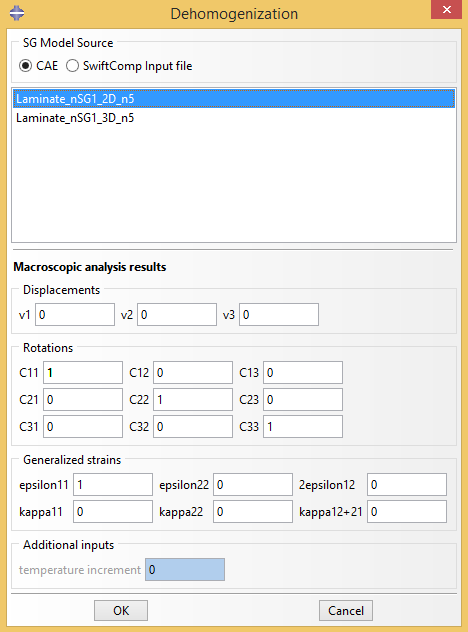 Dehomogenization
SG Model Source
CAE SwiftComp Input file
Laminate_nSG1_2D_n5
Laminate_nSG1_3D_n5
Macroscopic analysis results
Displacements
v1 0 v2 0 v3 0
Rotations
C11 1 C12 0 C13 0
C21 0 C22 1 C23 0
C31 0 C32 0 C33 1
Generalized strains
epsilon11 1 epsilon22 0 2epsilon12 0
kappa11 0 kappa22 0 kappa12+21 0
Additional inputs
temperature increment 0
OK Cancel